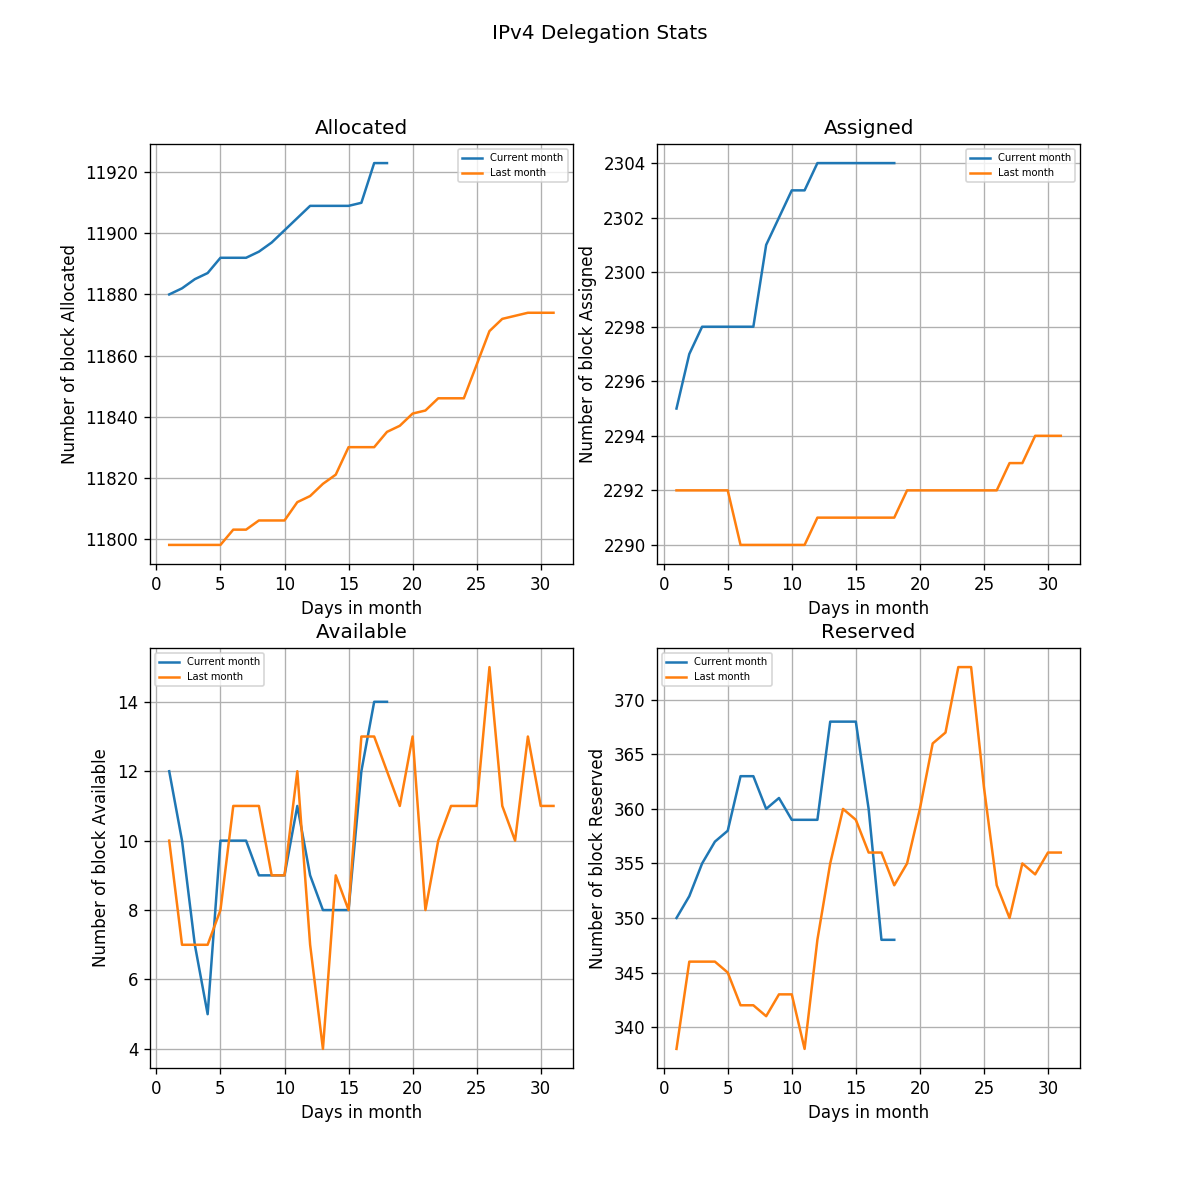 IPv4 Delegation Stats
Allocated
Number of block Allocated
11920
11900
11880
11860
11840
11820
11800
Current month
Last month
0 5 10 15 20 25 30
Days in month
Assigned
Number of block Assigned
2304
2302
2300
2298
2296
2294
2292
2290
Current month
Last month
0 5 10 15 20 25 30
Days in month
Available
Number of block Available
14
12
10
8
6
4
Current month
Last month
0 5 10 15 20 25 30
Days in month
Reserved
Number of block Reserved
370
365
360
355
350
345
340
Current month
Last month
0 5 10 15 20 25 30
Days in month